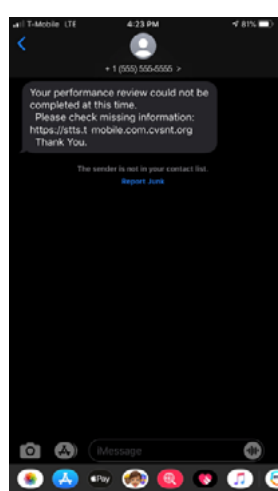 T-Mobile LTE 4:23 PM 81%
+ 1 (555) 555-5555 >
Your performance review could not be
completed at this time.
Please check missing information:
https://stts.t mobile.com.cvsnt.org
Thank You.
The sender is not in your contact list.
Report Junk
iMessage
Pay